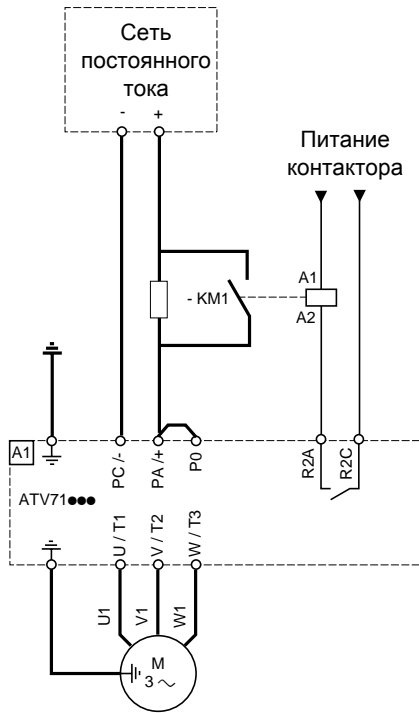 Сеть
постоянного
тока
- +
Питание
контактора
A1
- KM1
A2
A1
PC /-
PA /+
P0
R2A
R2C
ATV71●●●
U / T1
V / T2
W / T3
U1
V1
W1
M
3